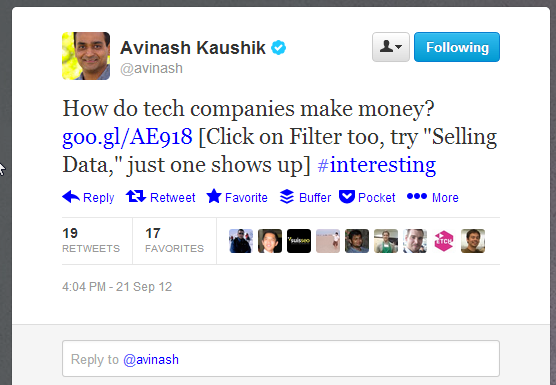 Avinash Kaushik
@avinash
Following
How do tech companies make money?
goo.gl/AE918 [Click on Filter too, try "Selling
Data," just one shows up] #interesting
Reply Retweet Favorite Buffer Pocket More
19 17
RETWEETS FAVORITES
YouSEO
ETCH
4:04 PM - 21 Sep 12
Reply to @avinash